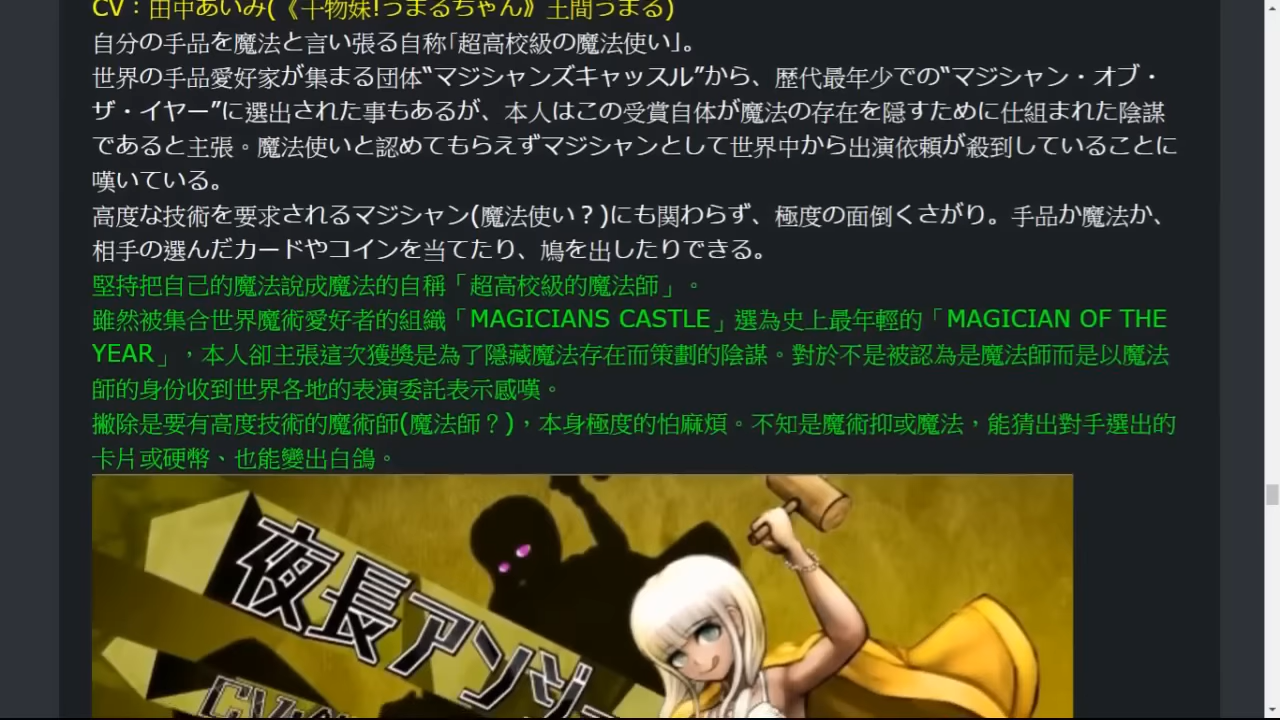 CV：田中あいみ(《干物妹!うまるちゃん》土間うまる)
自分の手品を魔法と言い張る自称｢超高校級の魔法使い｣。
世界の手品愛好家が集まる団体“マジシャンズキャッスル”から、歴代最年少での“マジシャン・オブ・
ザ・イヤー”に選出された事もあるが、本人はこの受賞自体が魔法の存在を隠すために仕組まれた陰謀
であると主張。魔法使いと認めてもらえずマジシャンとして世界中から出演依頼が殺到していることに
嘆いている。
高度な技術を要求されるマジシャン(魔法使い？)にも関わらず、極度の面倒くさがり。手品か魔法か、
相手の選んだカードやコインを当てたり、鳩を出したりできる。
堅持把自己的魔法說成魔法的自稱「超高校級的魔法師」。
雖然被集合世界魔術愛好者的組織「MAGICIANS CASTLE」選為史上最年輕的「MAGICIAN OF THE
YEAR」，本人卻主張這次獲獎是為了隱藏魔法存在而策劃的陰謀。對於不是被認為是魔法師而是以魔法
師的身份收到世界各地的表演委託表示感嘆。
撇除是要有高度技術的魔術師(魔法師？)，本身極度的怕麻煩。不知是魔術抑或魔法，能猜出對手選出的
卡片或硬幣、也能變出白鴿。
夜長アンジ